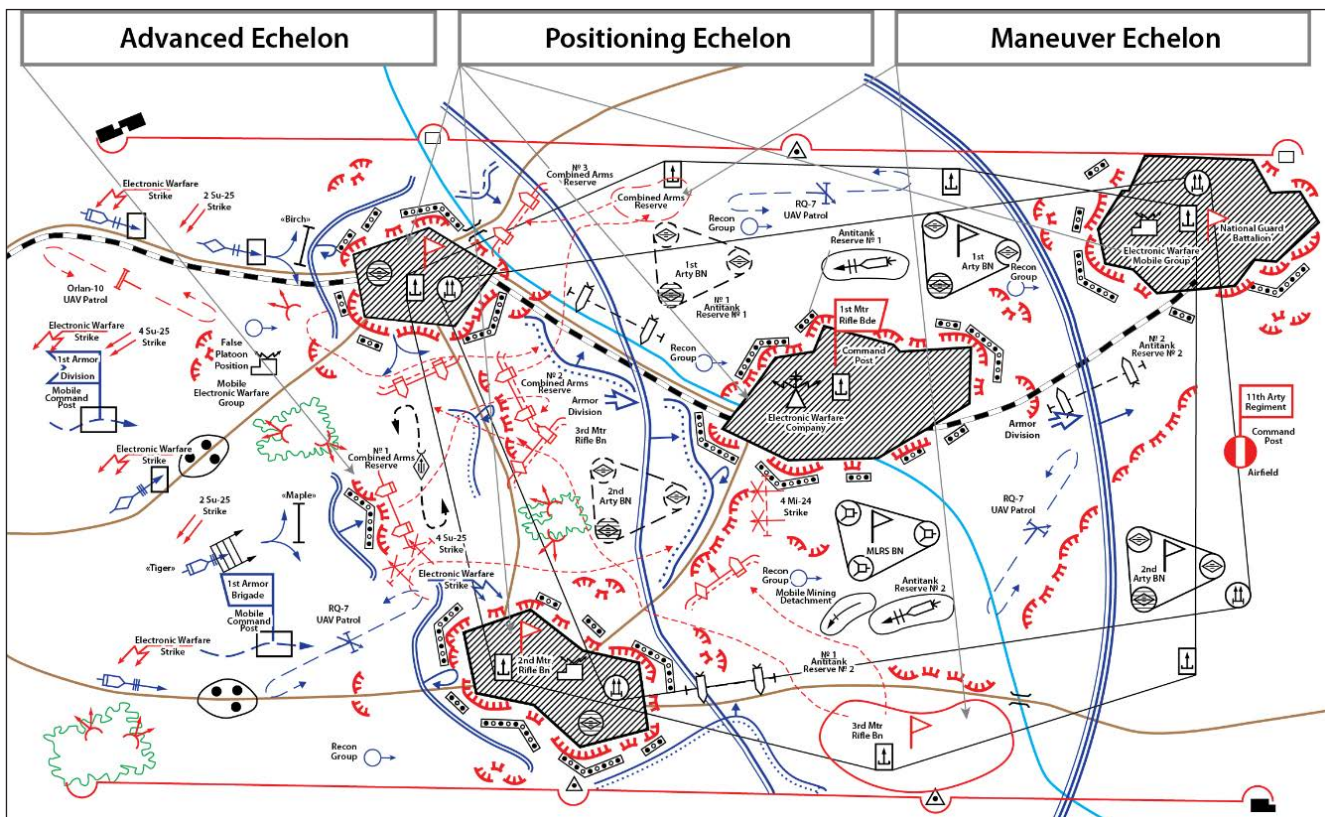 Advanced Echelon
Positioning Echelon
Maneuver Echelon
Electronic Warfare
Strike
2 Su-25
Strike
«Birch»
№ 3
Combined Arms
Reserve
Combined Arms
Reserve
RQ-7
UAV Patrol
Recon
Group
National Guard
Battalion
Electronic Warfare
Mobile Group
Orlan-10
UAV Patrol
1st
Arty BN
Antitank
Reserve № 1
1st
Arty BN
Recon
Group
Electronic Warfare
Strike
4 Su-25
Strike
False
Platoon
Position
Recon
Group
№ 1
Antitank
Reserve № 1
1st Mtr
Rifle Bde
Command
Post
№ 2
Antitank
Reserve № 2
1st Armor
Division
Mobile
Command
Post
Mobile
Electronic Warfare
Group
Recon
Group
№ 2
Combined Arms
Reserve
Armor
Division
Electronic Warfare
Company
Armor
Division
11th Arty
Regiment
Command
Post
Airfield
Electronic Warfare
Strike
№ 1
Combined Arms
Reserve
3rd Mtr
Rifle Bn
2 Su-25
Strike
«Maple»
4 Su-25
Strike
2nd
Arty BN
4 Mi-24
Strike
RQ-7
UAV Patrol
«Tiger»
1st Armor
Brigade
Mobile
Command
Post
RQ-7
UAV Patrol
Electronic Warfare
Strike
MLRS BN
Recon
Group
Mobile Mining
Detachment
Antitank
Reserve № 2
2nd
Arty BN
Electronic Warfare
Strike
2nd Mtr
Rifle Bn
№ 1
Antitank
Reserve № 2
3rd Mtr
Rifle Bn
Recon
Group